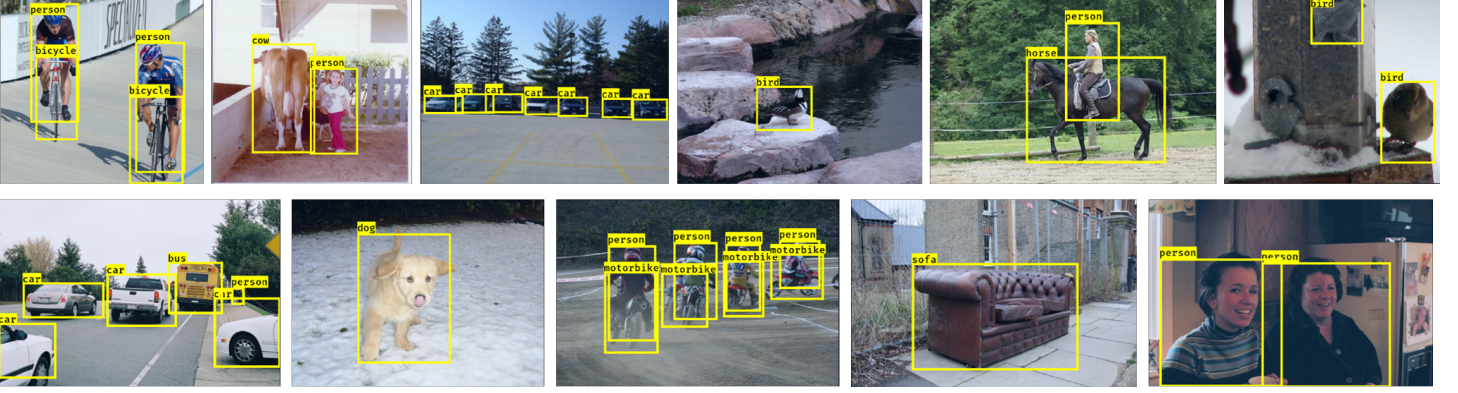 person
SPECIALIZED
bicycle
person
bicycle
cow
person
car
car
car
car
car
car
car
bird
person
horse
bird
bird
car
car
bus
person
car
car
dog
person
motorbike
person
motorbike
person
motorbike
person
motorbike
sofa
person
person